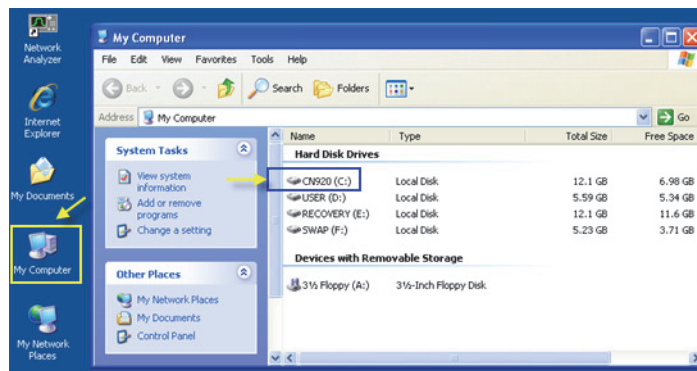 Network
Analyzer
Internet
Explorer
My Documents
My Computer
My Network
Places
My Computer
File Edit View Favorites Tools Help
Back Search Folders
Address My Computer Go
System Tasks
View system
information
Add or remove
programs
Change a setting
Other Places
My Network Places
My Documents
Control Panel
Name Type Total Size Free Space
Hard Disk Drives
CN920 (C:) Local Disk 12.1 GB 6.98 GB
USER (D:) Local Disk 5.59 GB 5.34 GB
RECOVERY (E:) Local Disk 12.1 GB 11.6 GB
SWAP (F:) Local Disk 5.23 GB 3.71 GB
Devices with Removable Storage
3½ Floppy (A:) 3½-Inch Floppy Disk